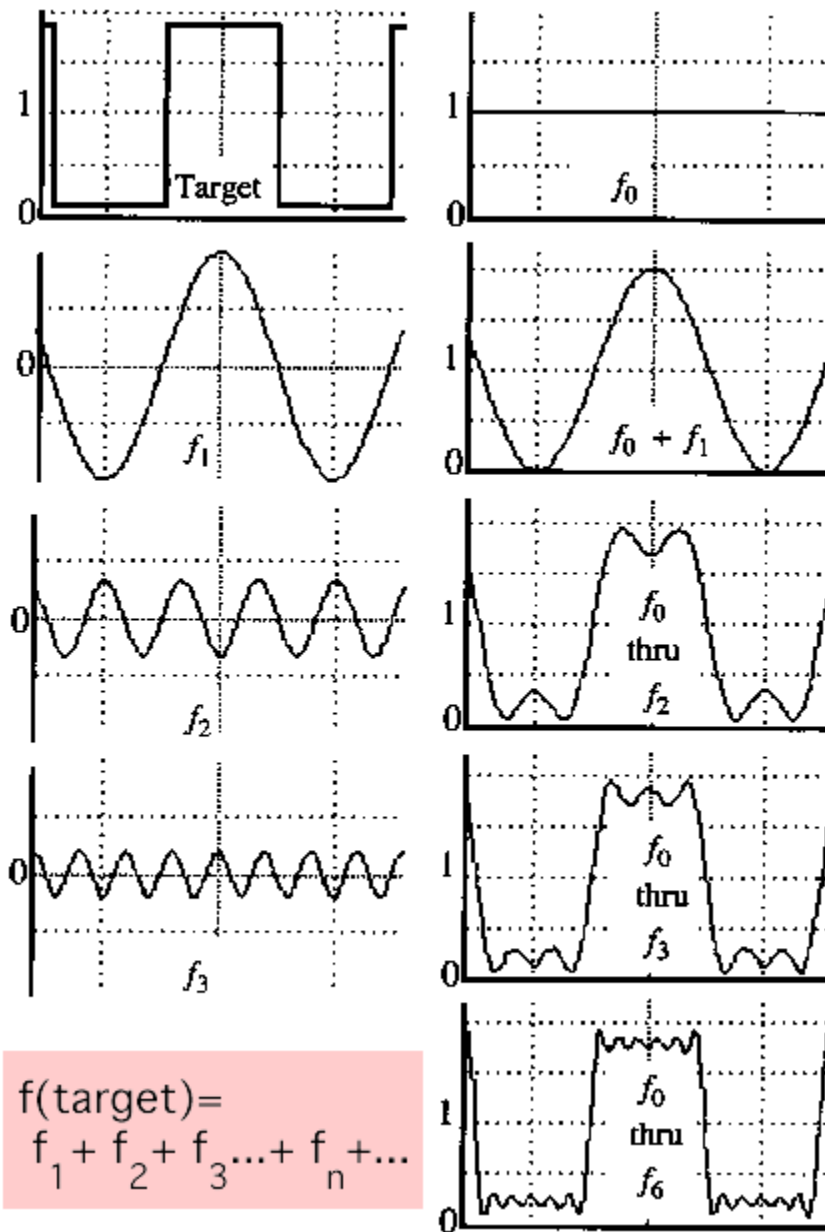 1
0
Target
1
0
f0
0
f1
1
0
f0 + f1
0
f2
1
0
f0
thru
f2
0
f3
1
0
f0
thru
f3
f(target)=
f1+ f2+ f3...+ fn+...
1
0
f0
thru
f6